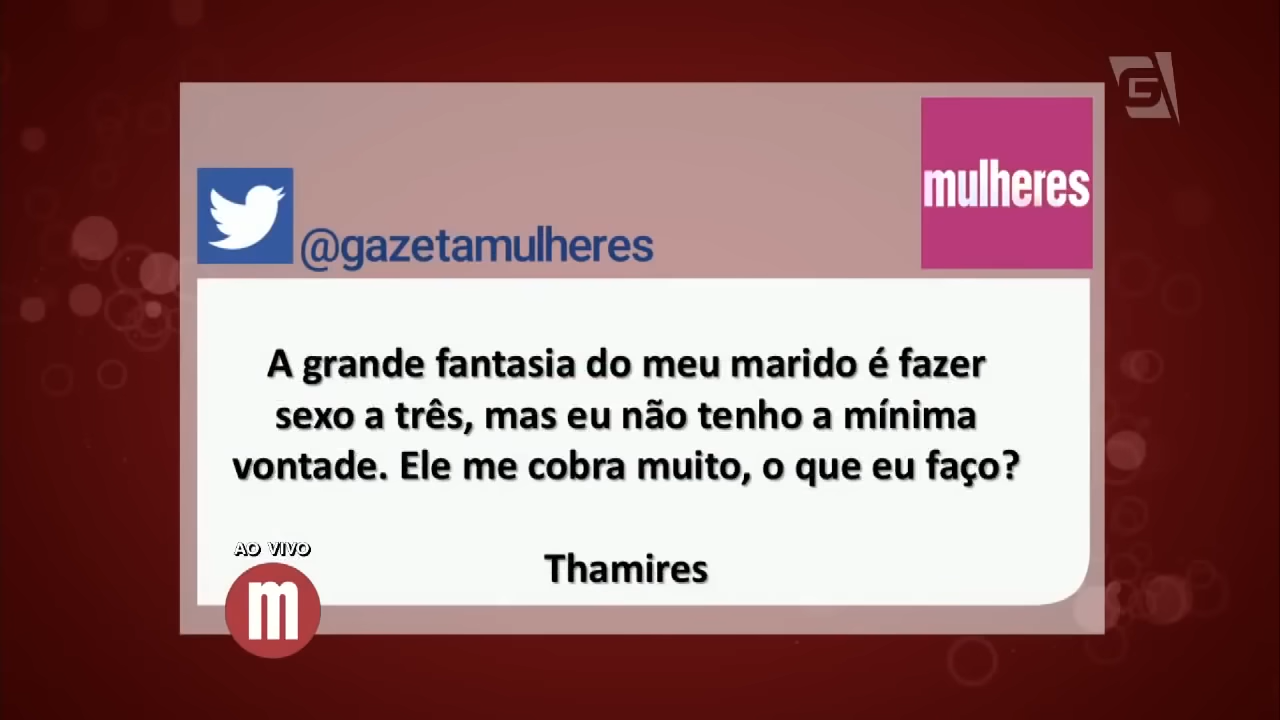 G
mulheres
@gazetamulheres
A grande fantasia do meu marido é fazer
sexo a três, mas eu não tenho a mínima
vontade. Ele me cobra muito, o que eu faço?
Thamires
AO VIVO
m